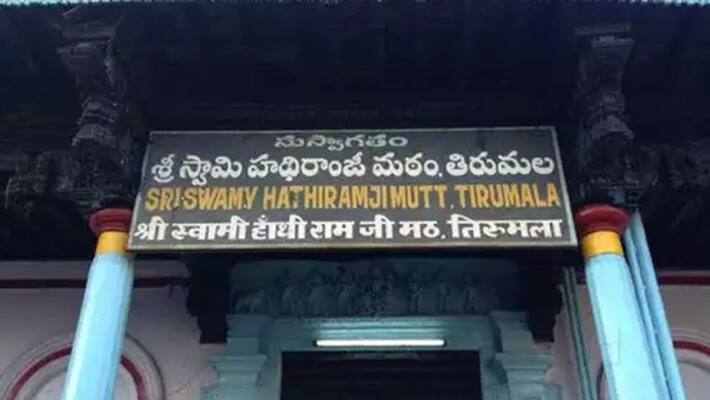 సుస్వాగతం
శ్రీ స్వామి హథిరాంజీ మఠం, తిరుమల
SRI SWAMY HATHIRAMJI MUTT, TIRUMALA
श्री स्वामी हाँथी राम जी मठ, तिरुमला